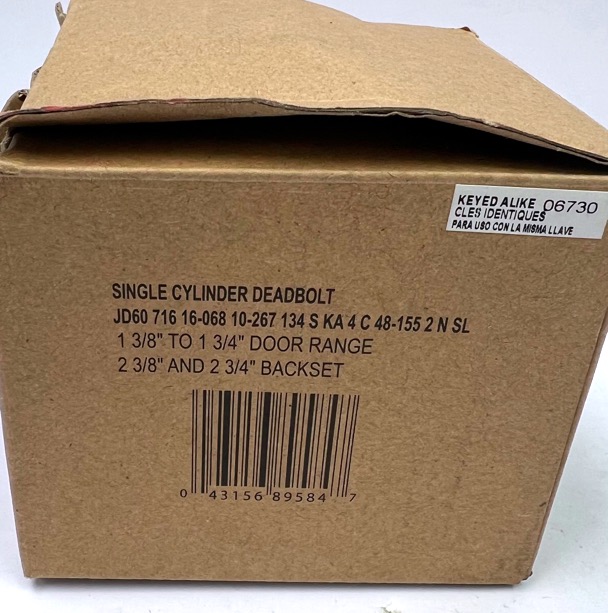 KEYED ALIKE 06730
CLES IDENTIQUES
PARA USO CON LA MISMA LLAVE
SINGLE CYLINDER DEADBOLT
JD60 716 16-068 10-267 134 S KA 4 C 48-155 2 N SL
1 3/8" TO 1 3/4" DOOR RANGE
2 3/8" AND 2 3/4" BACKSET
0 43156 89584 7